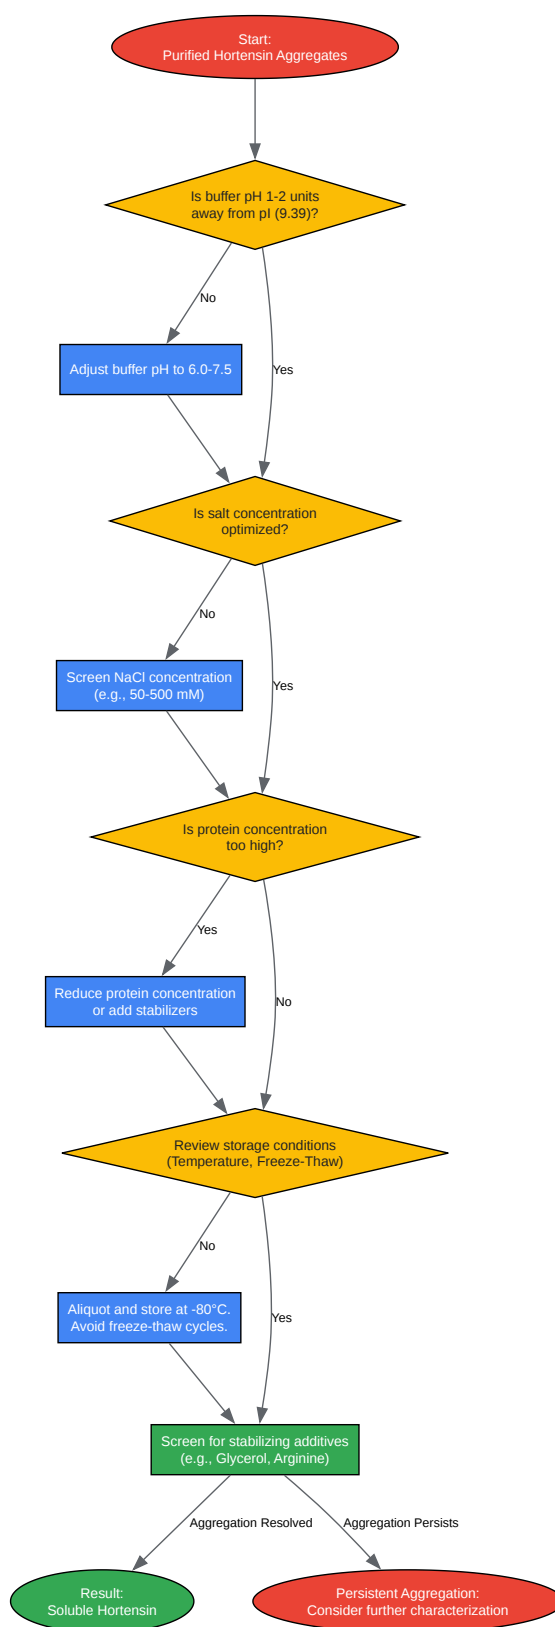 Start:
Purified Hortensin Aggregates
Is buffer pH 1-2 units
away from pI (9.39)?
No
Yes
Adjust buffer pH to 6.0-7.5
Is salt concentration
optimized?
No
Yes
Screen NaCl concentration
(e.g., 50-500 mM)
Is protein concentration
too high?
Yes
No
Reduce protein concentration
or add stabilizers
Review storage conditions
(Temperature, Freeze-Thaw)
No
Yes
Aliquot and store at -80°C.
Avoid freeze-thaw cycles.
Screen for stabilizing additives
(e.g., Glycerol, Arginine)
Aggregation Resolved
Aggregation Persists
Result:
Soluble Hortensin
Persistent Aggregation:
Consider further characterization